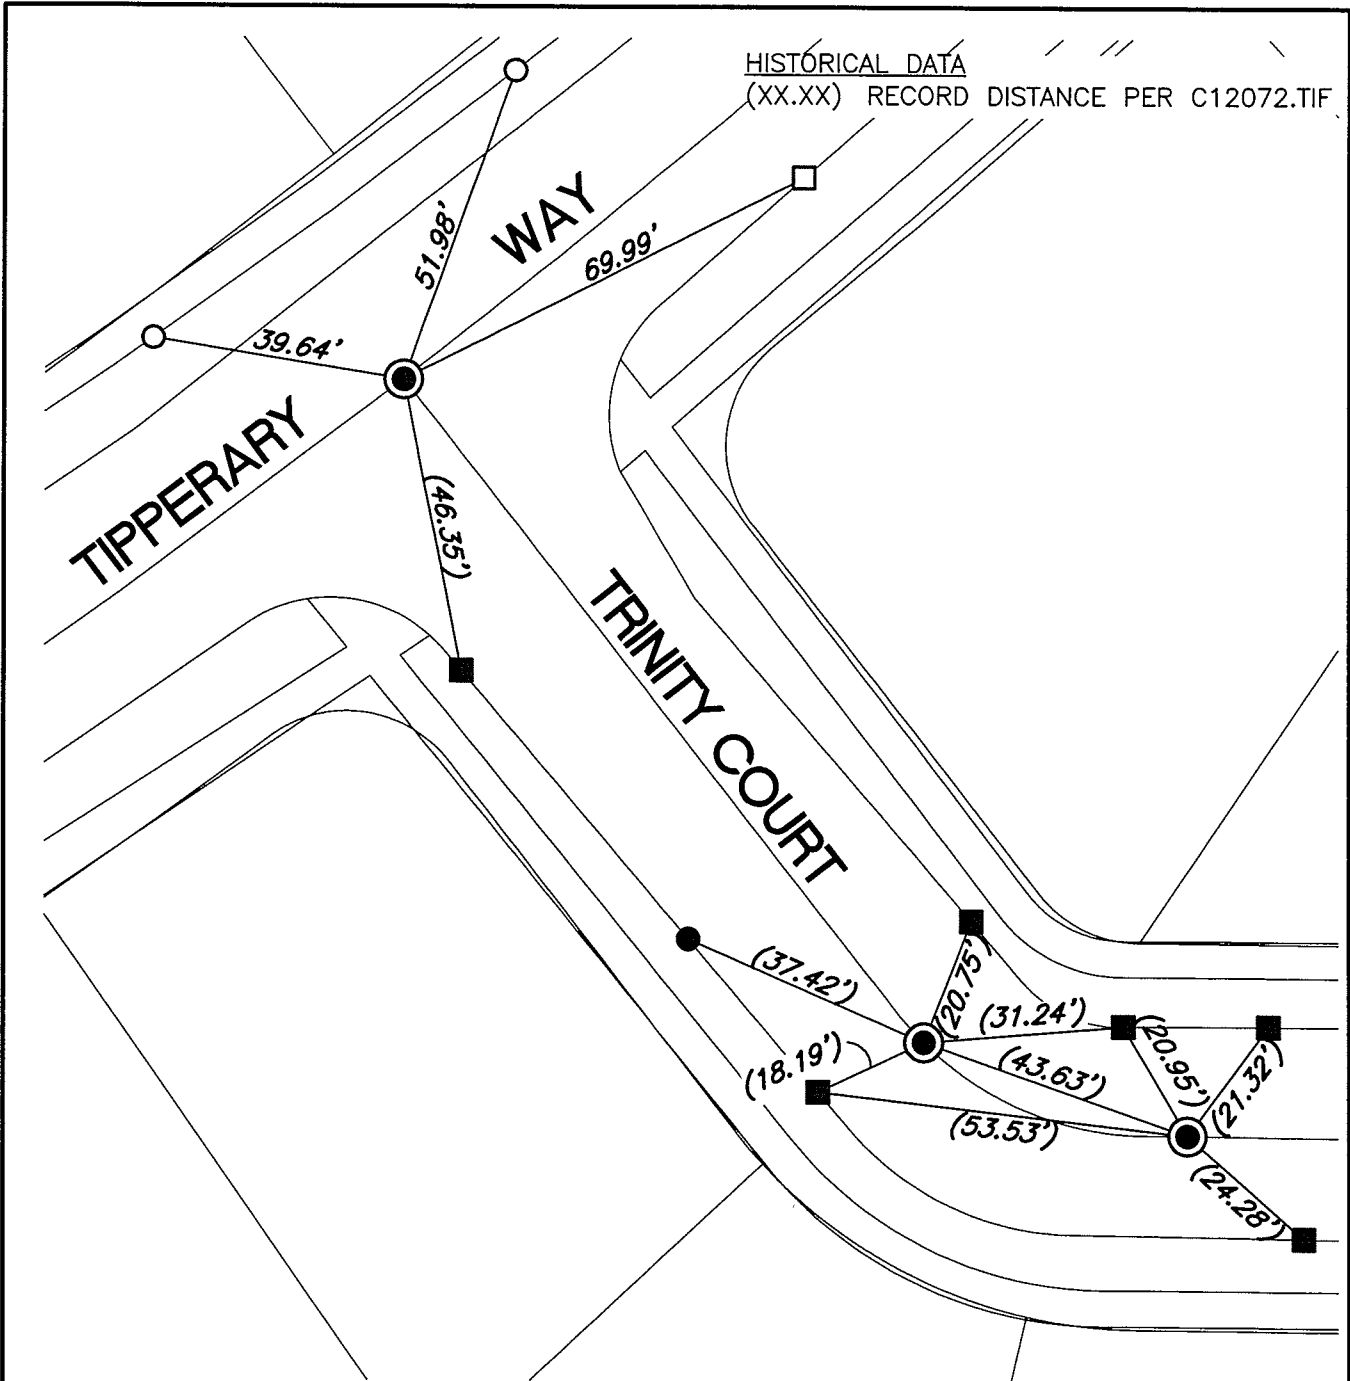 HISTORICAL DATA
(XX.XX) RECORD DISTANCE PER C12072.TIF
WAY
51.98'
69.99'
39.64'
TIPPERARY
(46.35')
TRINITY COURT
(37.42')
(20.75')
(31.24')
(18.19')
(43.63')
(20.95')
(21.32')
(53.53')
(24.28')